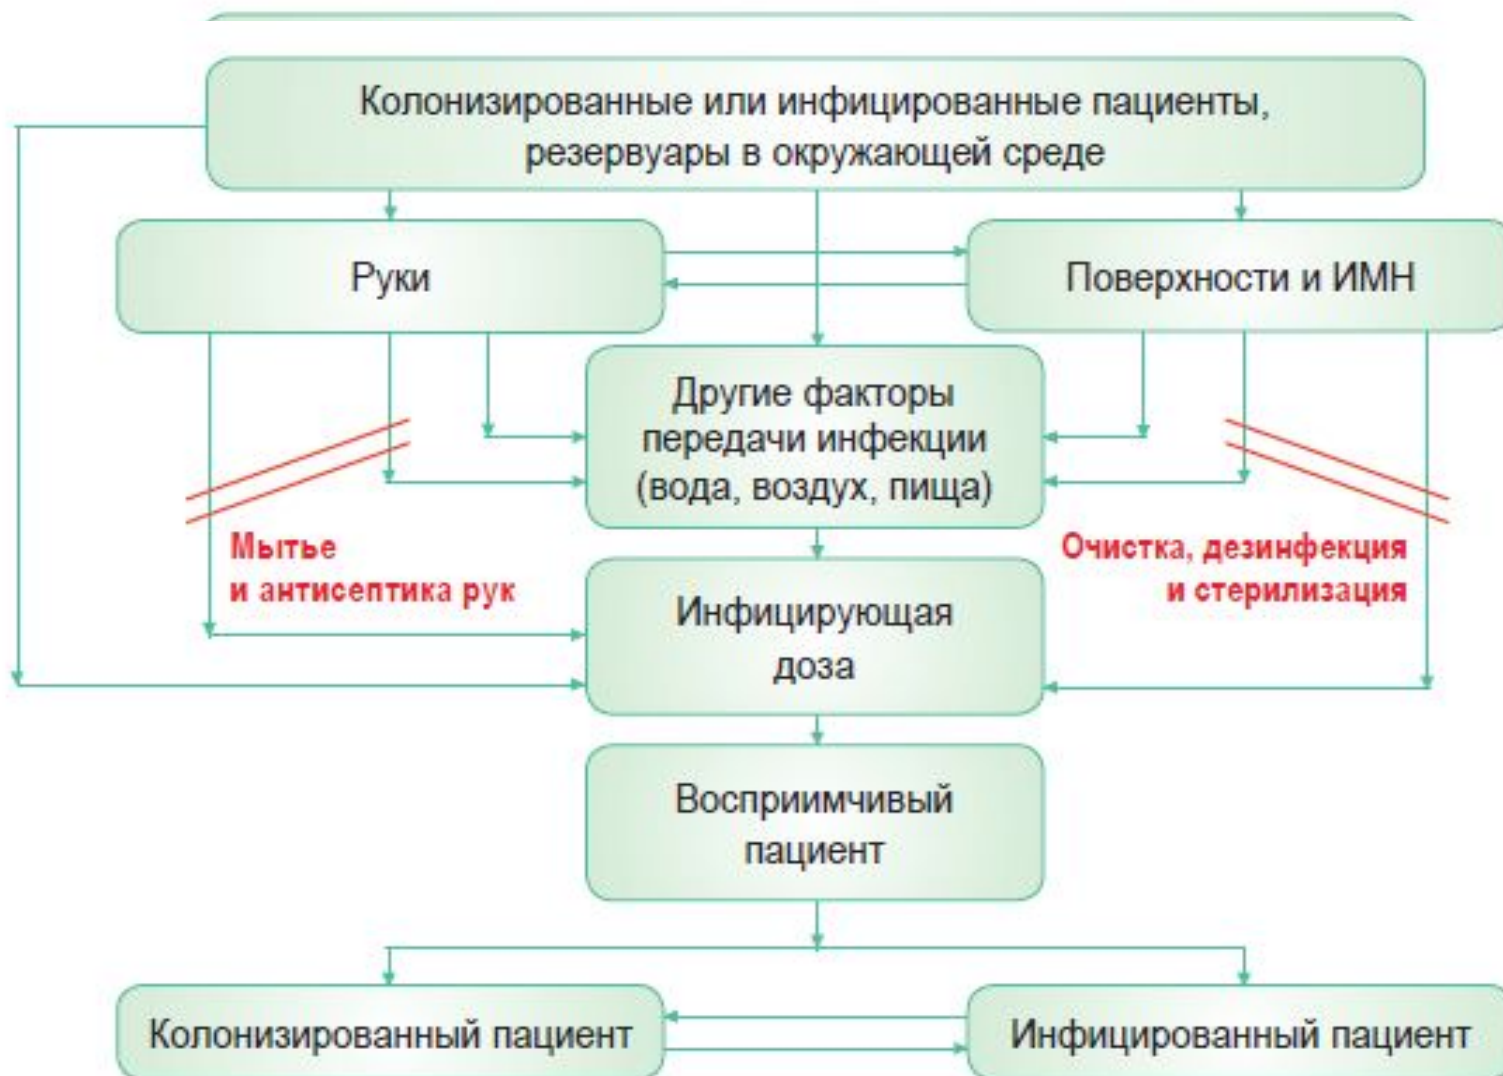 Колонизированные или инфицированные пациенты,
резервуары в окружающей среде
Руки
Поверхности и ИМН
Другие факторы
передачи инфекции
(вода, воздух, пища)
Мытье
и антисептика рук
Очистка, дезинфекция
и стерилизация
Инфицирующая
доза
Восприимчивый
пациент
Колонизированный пациент
Инфицированный пациент